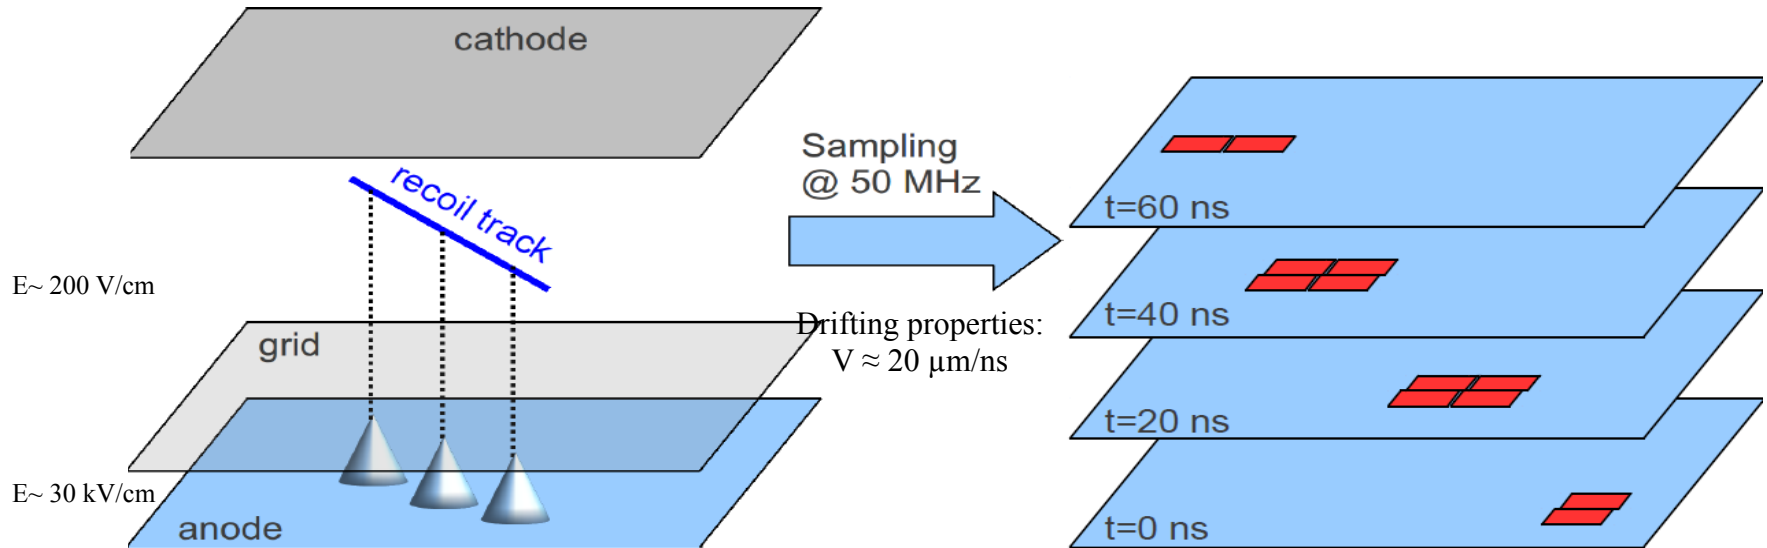 cathode
recoil track
E~ 200 V/cm
grid
E~ 30 kV/cm
anode
Sampling
@ 50 MHz
Drifting properties:
V ≈ 20 µm/ns
t=60 ns
t=40 ns
t=20 ns
t=0 ns